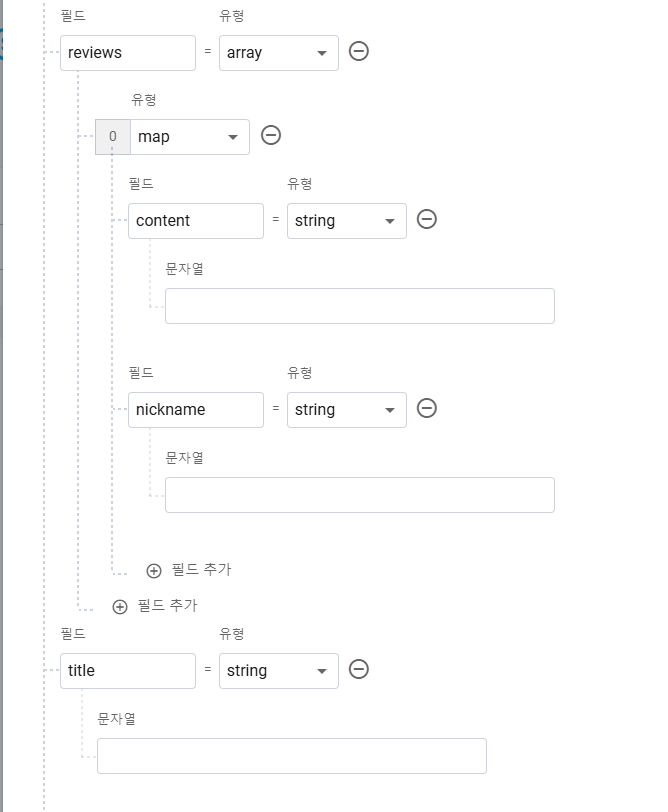 필드 유형
reviews = array
유형
0 map
필드 유형
content = string
문자열
필드 유형
nickname = string
문자열
필드 추가
필드 추가
필드 유형
title = string
문자열